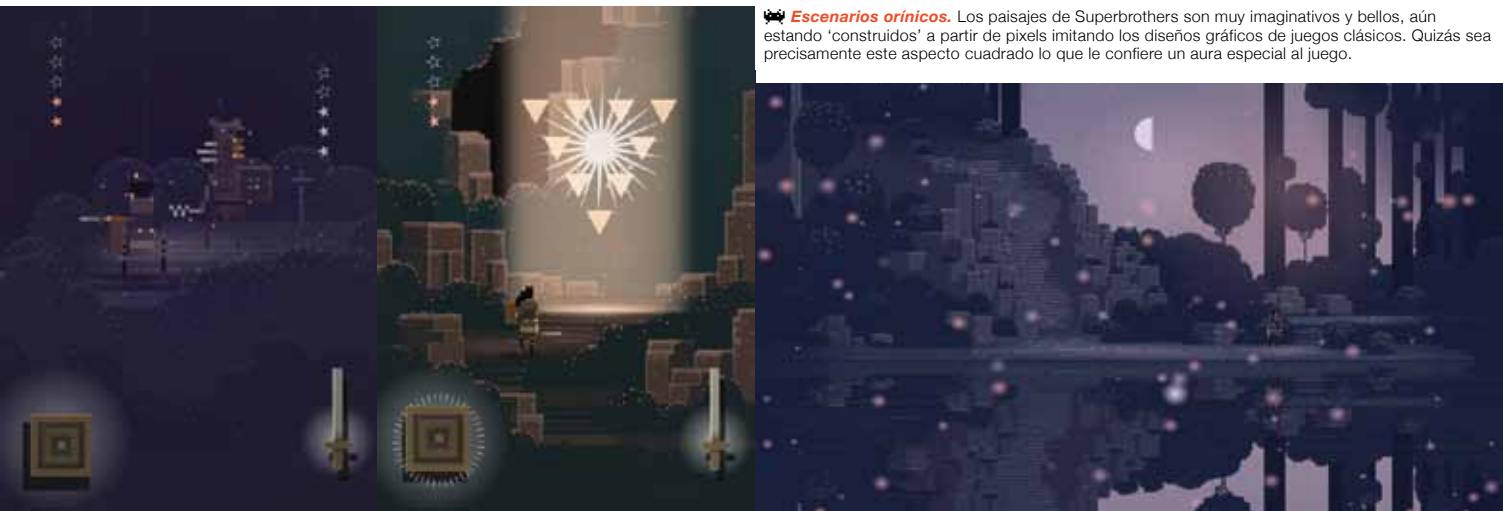 Escenarios orínicos. Los paisajes de Superbrothers son muy imaginativos y bellos, aún
estando ‘construidos’ a partir de pixels imitando los diseños gráficos de juegos clásicos. Quizás sea
precisamente este aspecto cuadrado lo que le confiere un aura especial al juego.